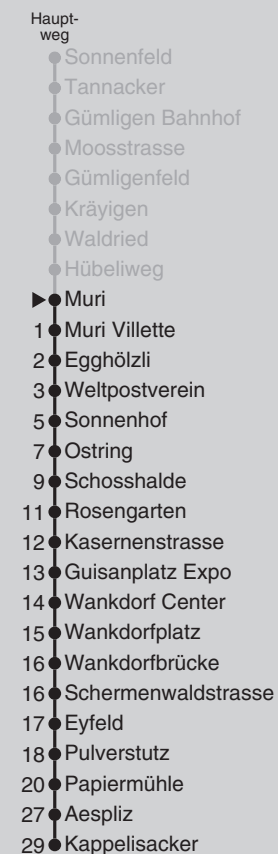 Haupt-
weg
Sonnenfeld
Tannacker
Gümligen Bahnhof
Moosstrasse
Gümligenfeld
Kräyigen
Waldried
Hübeliweg
Muri
1 Muri Villette
2 Egghölzli
3 Weltpostverein
5 Sonnenhof
7 Ostring
9 Schosshalde
11 Rosengarten
12 Kasernenstrasse
13 Guisanplatz Expo
14 Wankdorf Center
15 Wankdorfplatz
16 Wankdorfbrücke
16 Schermenwaldstrasse
17 Eyfeld
18 Pulverstutz
20 Papiermühle
27 Aespliz
29 Kappelisacker